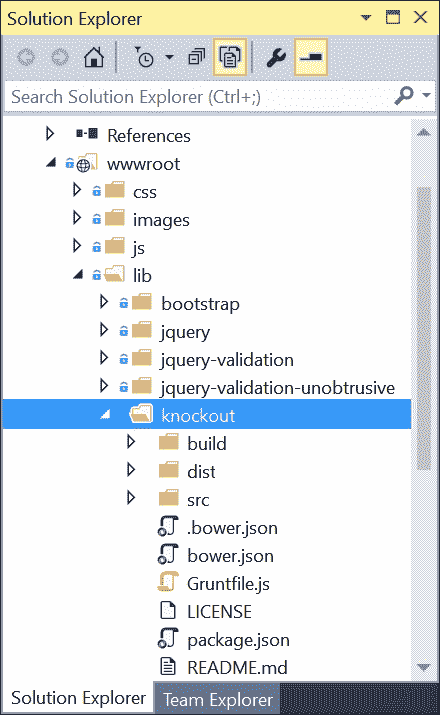 Solution Explorer
Search Solution Explorer (Ctrl+;)
References
wwwroot
css
images
js
lib
bootstrap
jquery
jquery-validation
jquery-validation-unobtrusive
knockout
build
dist
src
.bower.json
bower.json
Gruntfile.js
LICENSE
package.json
README.md
Solution Explorer Team Explorer